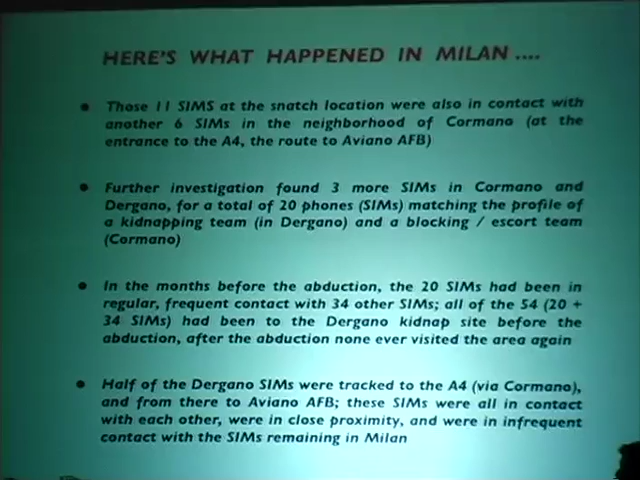 HERE'S WHAT HAPPENED IN MILAN ....
• Those 11 SIMS at the snatch location were also in contact with
another 6 SIMs in the neighborhood of Cormano (at the
entrance to the A4, the route to Aviano AFB)
• Further investigation found 3 more SIMs in Cormano and
Dergano, for a total of 20 phones (SIMs) matching the profile of
a kidnapping team (in Dergano) and a blocking / escort team
(Cormano)
• In the months before the abduction, the 20 SIMs had been in
regular, frequent contact with 34 other SIMs; all of the 54 (20 +
34 SIMs) had been to the Dergano kidnap site before the
abduction, after the abduction none ever visited the area again
• Half of the Dergano SIMs were tracked to the A4 (via Cormano),
and from there to Aviano AFB; these SIMs were all in contact
with each other, were in close proximity, and were in infrequent
contact with the SIMs remaining in Milan